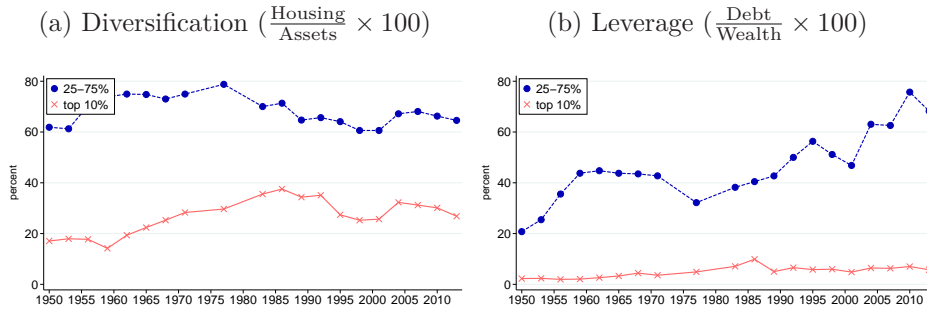 (a) Diversification (Housing/Assets × 100)
(b) Leverage (Debt/Wealth × 100)
percent
80
60
40
20
0
25–75%
top 10%
1950 1955 1960 1965 1970 1975 1980 1985 1990 1995 2000 2005 2010
percent
80
60
40
20
0
25–75%
top 10%
1950 1955 1960 1965 1970 1975 1980 1985 1990 1995 2000 2005 2010